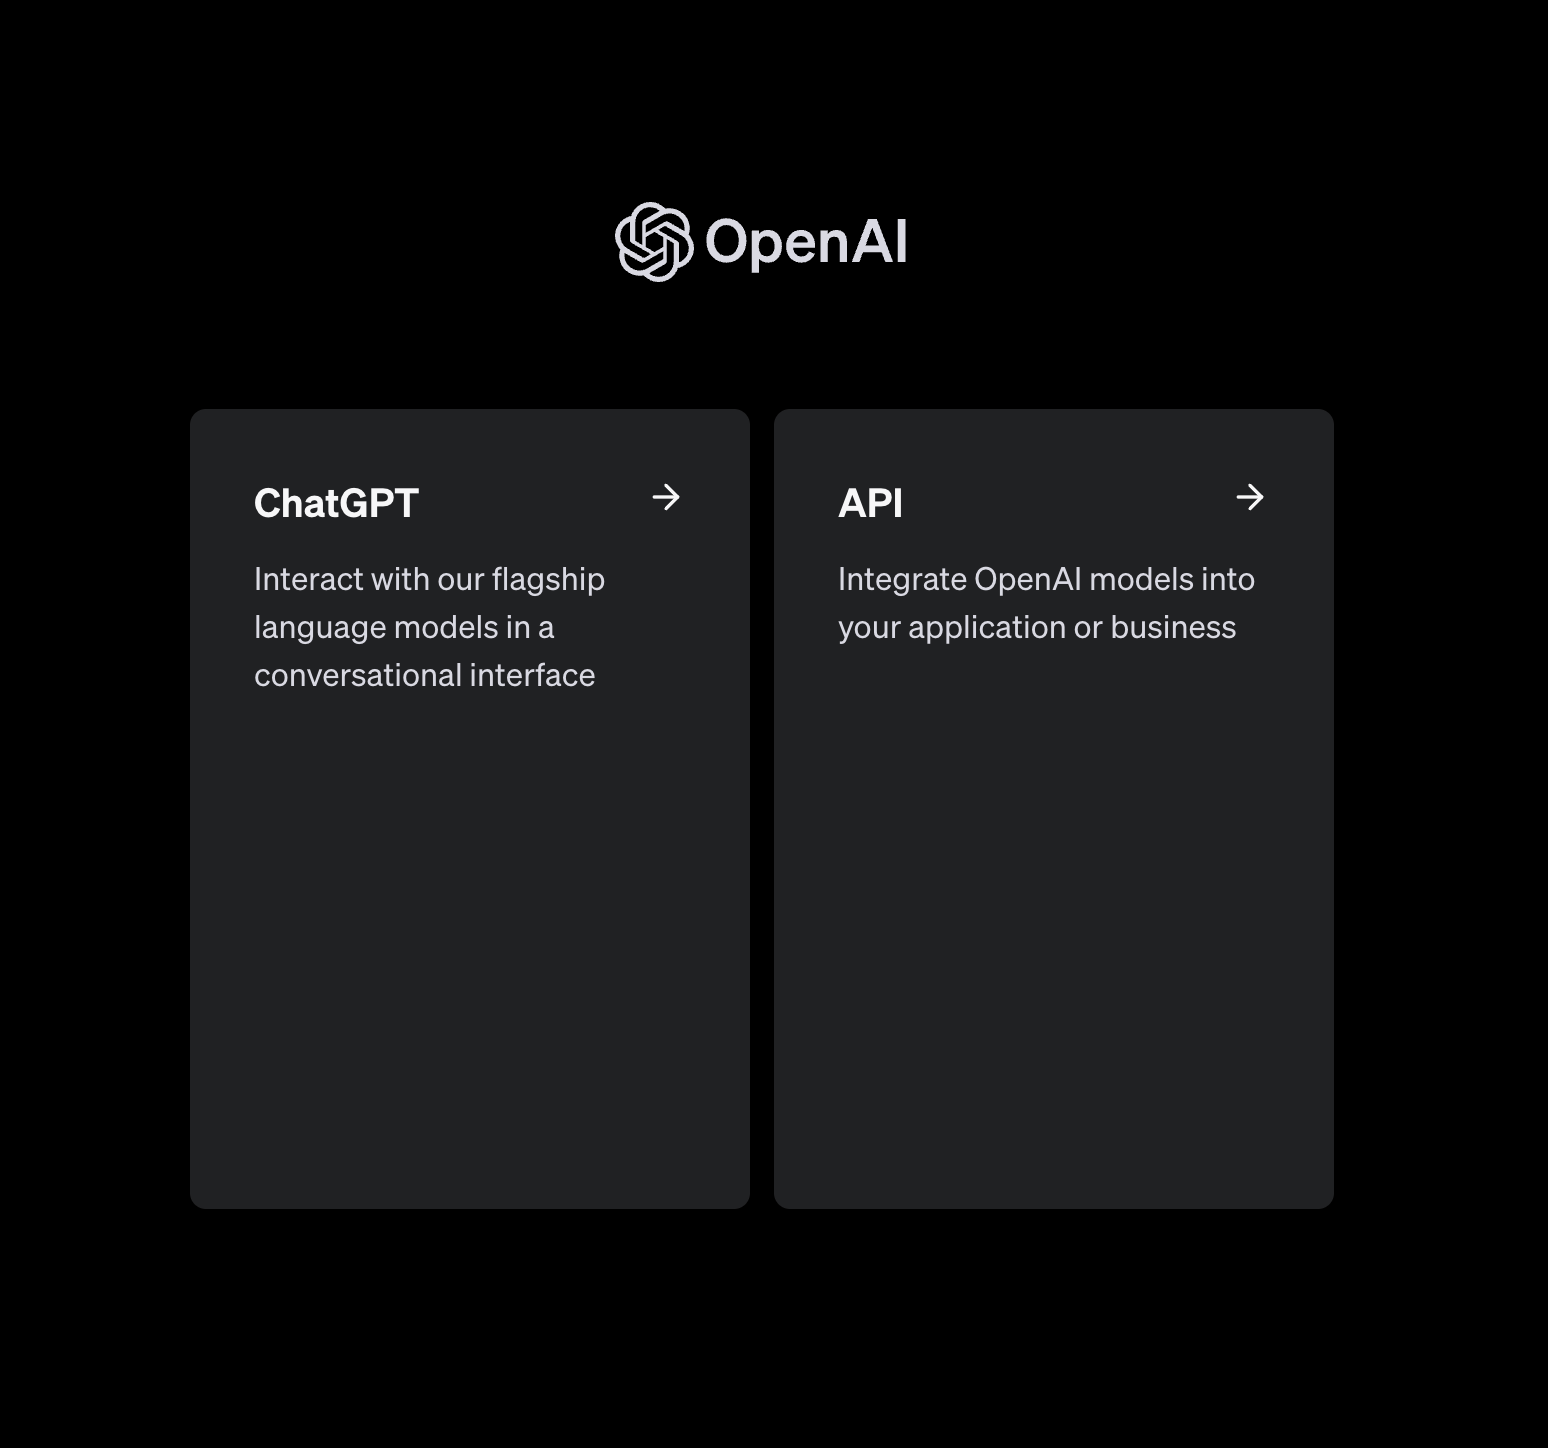 OpenAI
ChatGPT
Interact with our flagship
language models in a
conversational interface
API
Integrate OpenAI models into
your application or business